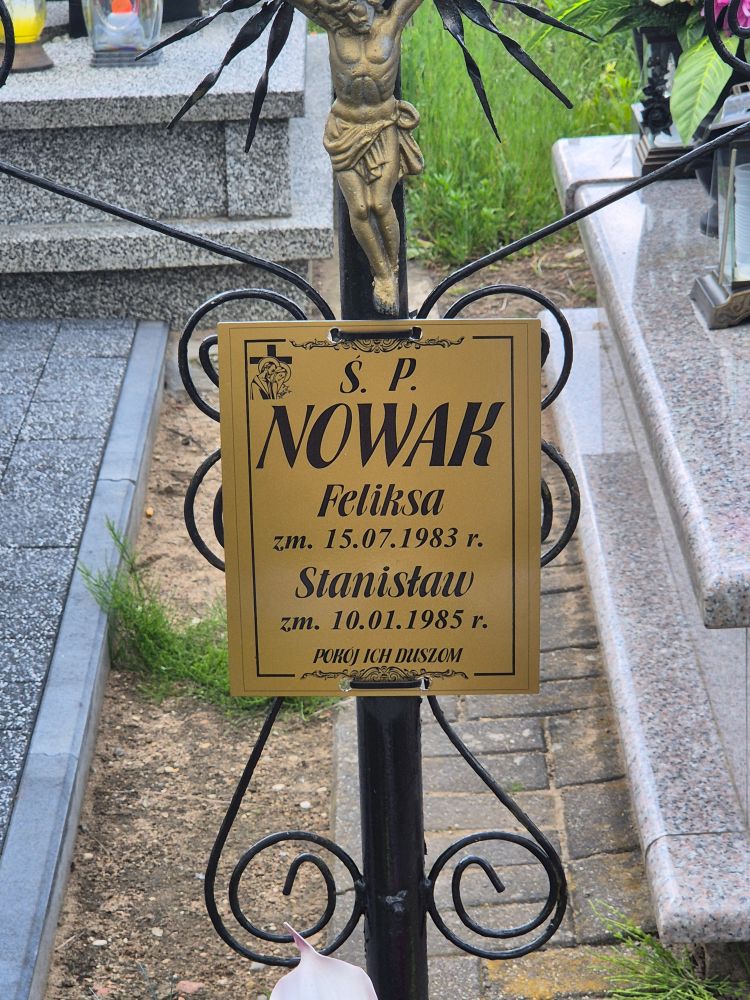 Ś. P.
NOWAK
Feliksa
zm. 15.07.1983 r.
Stanisław
zm. 10.01.1985 r.
POKÓJ ICH DUSZOM